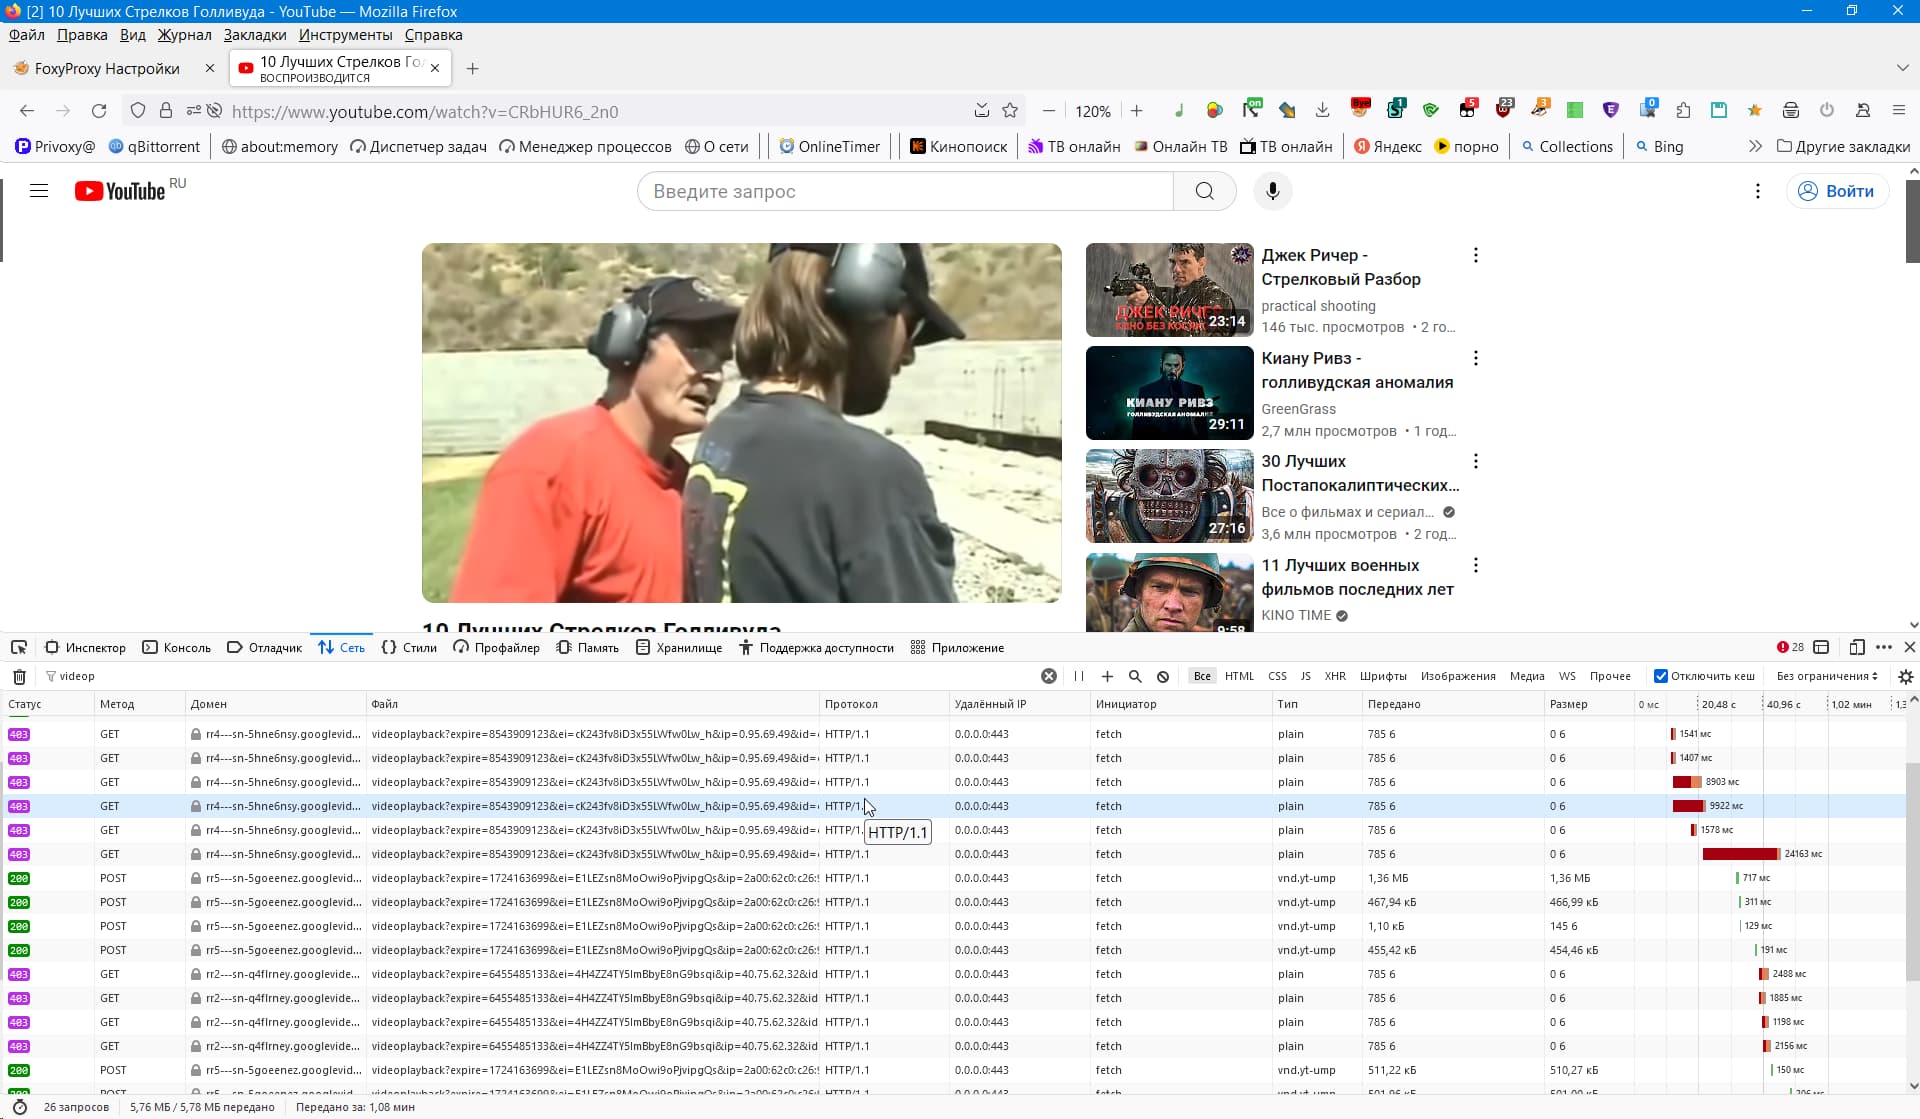 [2] 10 Лучших Стрелков Голливуда - YouTube — Mozilla Firefox
Файл Правка Вид Журнал Закладки Инструменты Справка
FoxyProxy Настройки
10 Лучших Стрелков Го
ВОСПРОИЗВОДИТСЯ
https://www.youtube.com/watch?v=CRbHUR6_2n0
120%
on
Bye
1
5
23
3
0
Privoxy@ qBittorrent about:memory Диспетчер задач Менеджер процессов О сети OnlineTimer Кинопоиск ТВ онлайн Онлайн ТВ ТВ онлайн Яндекс порно Collections Bing Другие закладки
YouTube RU
Введите запрос
Войти
Джек Ричер -
Стрелковый Разбор
practical shooting
146 тыс. просмотров • 2 го...
ДЖЕК РИЧЕР
23:14
Киану Ривз -
голливудская аномалия
GreenGrass
2,7 млн просмотров • 1 год...
КИАНУ РИВЗ
ГОЛЛИВУДСКАЯ АНОМАЛИЯ
29:11
30 Лучших
Постапокалиптических...
Все о фильмах и сериал...
3,6 млн просмотров • 2 год...
27:16
11 Лучших военных
фильмов последних лет
KINO TIME
9:58
10 Лучших Стрелков Голливуда
Инспектор Консоль Отладчик Сеть Стили Профайлер Память Хранилище Поддержка доступности Приложение 28
videop
Все HTML CSS JS XHR Шрифты Изображения Медиа WS Прочее Отключить кеш Без ограничения
Статус Метод Домен Файл Протокол Удалённый IP Инициатор Тип Передано Размер 0 мс 20,48 с 40,96 с 1,02 мин 1,3
403 GET rr4---sn-5hne6nsy.googlevid... videoplayback?expire=8543909123&ei=cK243fv8iD3x55LWfw0Lw_h&ip=0.95.69.49&id= HTTP/1.1 0.0.0.0:443 fetch plain 785 б 0 б 1541 мс
403 GET rr4---sn-5hne6nsy.googlevid... videoplayback?expire=8543909123&ei=cK243fv8iD3x55LWfw0Lw_h&ip=0.95.69.49&id= HTTP/1.1 0.0.0.0:443 fetch plain 785 б 0 б 1407 мс
403 GET rr4---sn-5hne6nsy.googlevid... videoplayback?expire=8543909123&ei=cK243fv8iD3x55LWfw0Lw_h&ip=0.95.69.49&id= HTTP/1.1 0.0.0.0:443 fetch plain 785 б 0 б 8903 мс
403 GET rr4---sn-5hne6nsy.googlevid... videoplayback?expire=8543909123&ei=cK243fv8iD3x55LWfw0Lw_h&ip=0.95.69.49&id= HTTP/1. 0.0.0.0:443 fetch plain 785 б 0 б 9922 мс
403 GET rr4---sn-5hne6nsy.googlevid... videoplayback?expire=8543909123&ei=cK243fv8iD3x55LWfw0Lw_h&ip=0.95.69.49&id= HTTP/1. 0.0.0.0:443 fetch plain 785 б 0 б 1578 мс
HTTP/1.1
403 GET rr4---sn-5hne6nsy.googlevid... videoplayback?expire=8543909123&ei=cK243fv8iD3x55LWfw0Lw_h&ip=0.95.69.49&id= HTTP/1.1 0.0.0.0:443 fetch plain 785 б 0 б 24163 мс
200 POST rr5---sn-5goeenez.googlevid... videoplayback?expire=1724163699&ei=E1LEZsn8MoOwi9oPjvipgQs&ip=2a00:62c0:c26: HTTP/1.1 0.0.0.0:443 fetch vnd.yt-ump 1,36 МБ 1,36 МБ 717 мс
200 POST rr5---sn-5goeenez.googlevid... videoplayback?expire=1724163699&ei=E1LEZsn8MoOwi9oPjvipgQs&ip=2a00:62c0:c26: HTTP/1.1 0.0.0.0:443 fetch vnd.yt-ump 467,94 кБ 466,99 кБ 311 мс
200 POST rr5---sn-5goeenez.googlevid... videoplayback?expire=1724163699&ei=E1LEZsn8MoOwi9oPjvipgQs&ip=2a00:62c0:c26: HTTP/1.1 0.0.0.0:443 fetch vnd.yt-ump 1,10 кБ 145 б 129 мс
200 POST rr5---sn-5goeenez.googlevid... videoplayback?expire=1724163699&ei=E1LEZsn8MoOwi9oPjvipgQs&ip=2a00:62c0:c26: HTTP/1.1 0.0.0.0:443 fetch vnd.yt-ump 455,42 кБ 454,46 кБ 191 мс
403 GET rr2---sn-q4flrney.googlevide... videoplayback?expire=6455485133&ei=4H4ZZ4TY5ImBbyE8nG9bsqi&ip=40.75.62.32&id HTTP/1.1 0.0.0.0:443 fetch plain 785 б 0 б 2488 мс
403 GET rr2---sn-q4flrney.googlevide... videoplayback?expire=6455485133&ei=4H4ZZ4TY5ImBbyE8nG9bsqi&ip=40.75.62.32&id HTTP/1.1 0.0.0.0:443 fetch plain 785 б 0 б 1885 мс
403 GET rr2---sn-q4flrney.googlevide... videoplayback?expire=6455485133&ei=4H4ZZ4TY5ImBbyE8nG9bsqi&ip=40.75.62.32&id HTTP/1.1 0.0.0.0:443 fetch plain 785 б 0 б 1198 мс
403 GET rr2---sn-q4flrney.googlevide... videoplayback?expire=6455485133&ei=4H4ZZ4TY5ImBbyE8nG9bsqi&ip=40.75.62.32&id HTTP/1.1 0.0.0.0:443 fetch plain 785 б 0 б 2156 мс
200 POST rr5---sn-5goeenez.googlevid... videoplayback?expire=1724163699&ei=E1LEZsn8MoOwi9oPjvipgQs&ip=2a00:62c0:c26: HTTP/1.1 0.0.0.0:443 fetch vnd.yt-ump 511,22 кБ 510,27 кБ 150 мс
26 запросов 5,76 МБ / 5,78 МБ передано Передано за: 1,08 мин